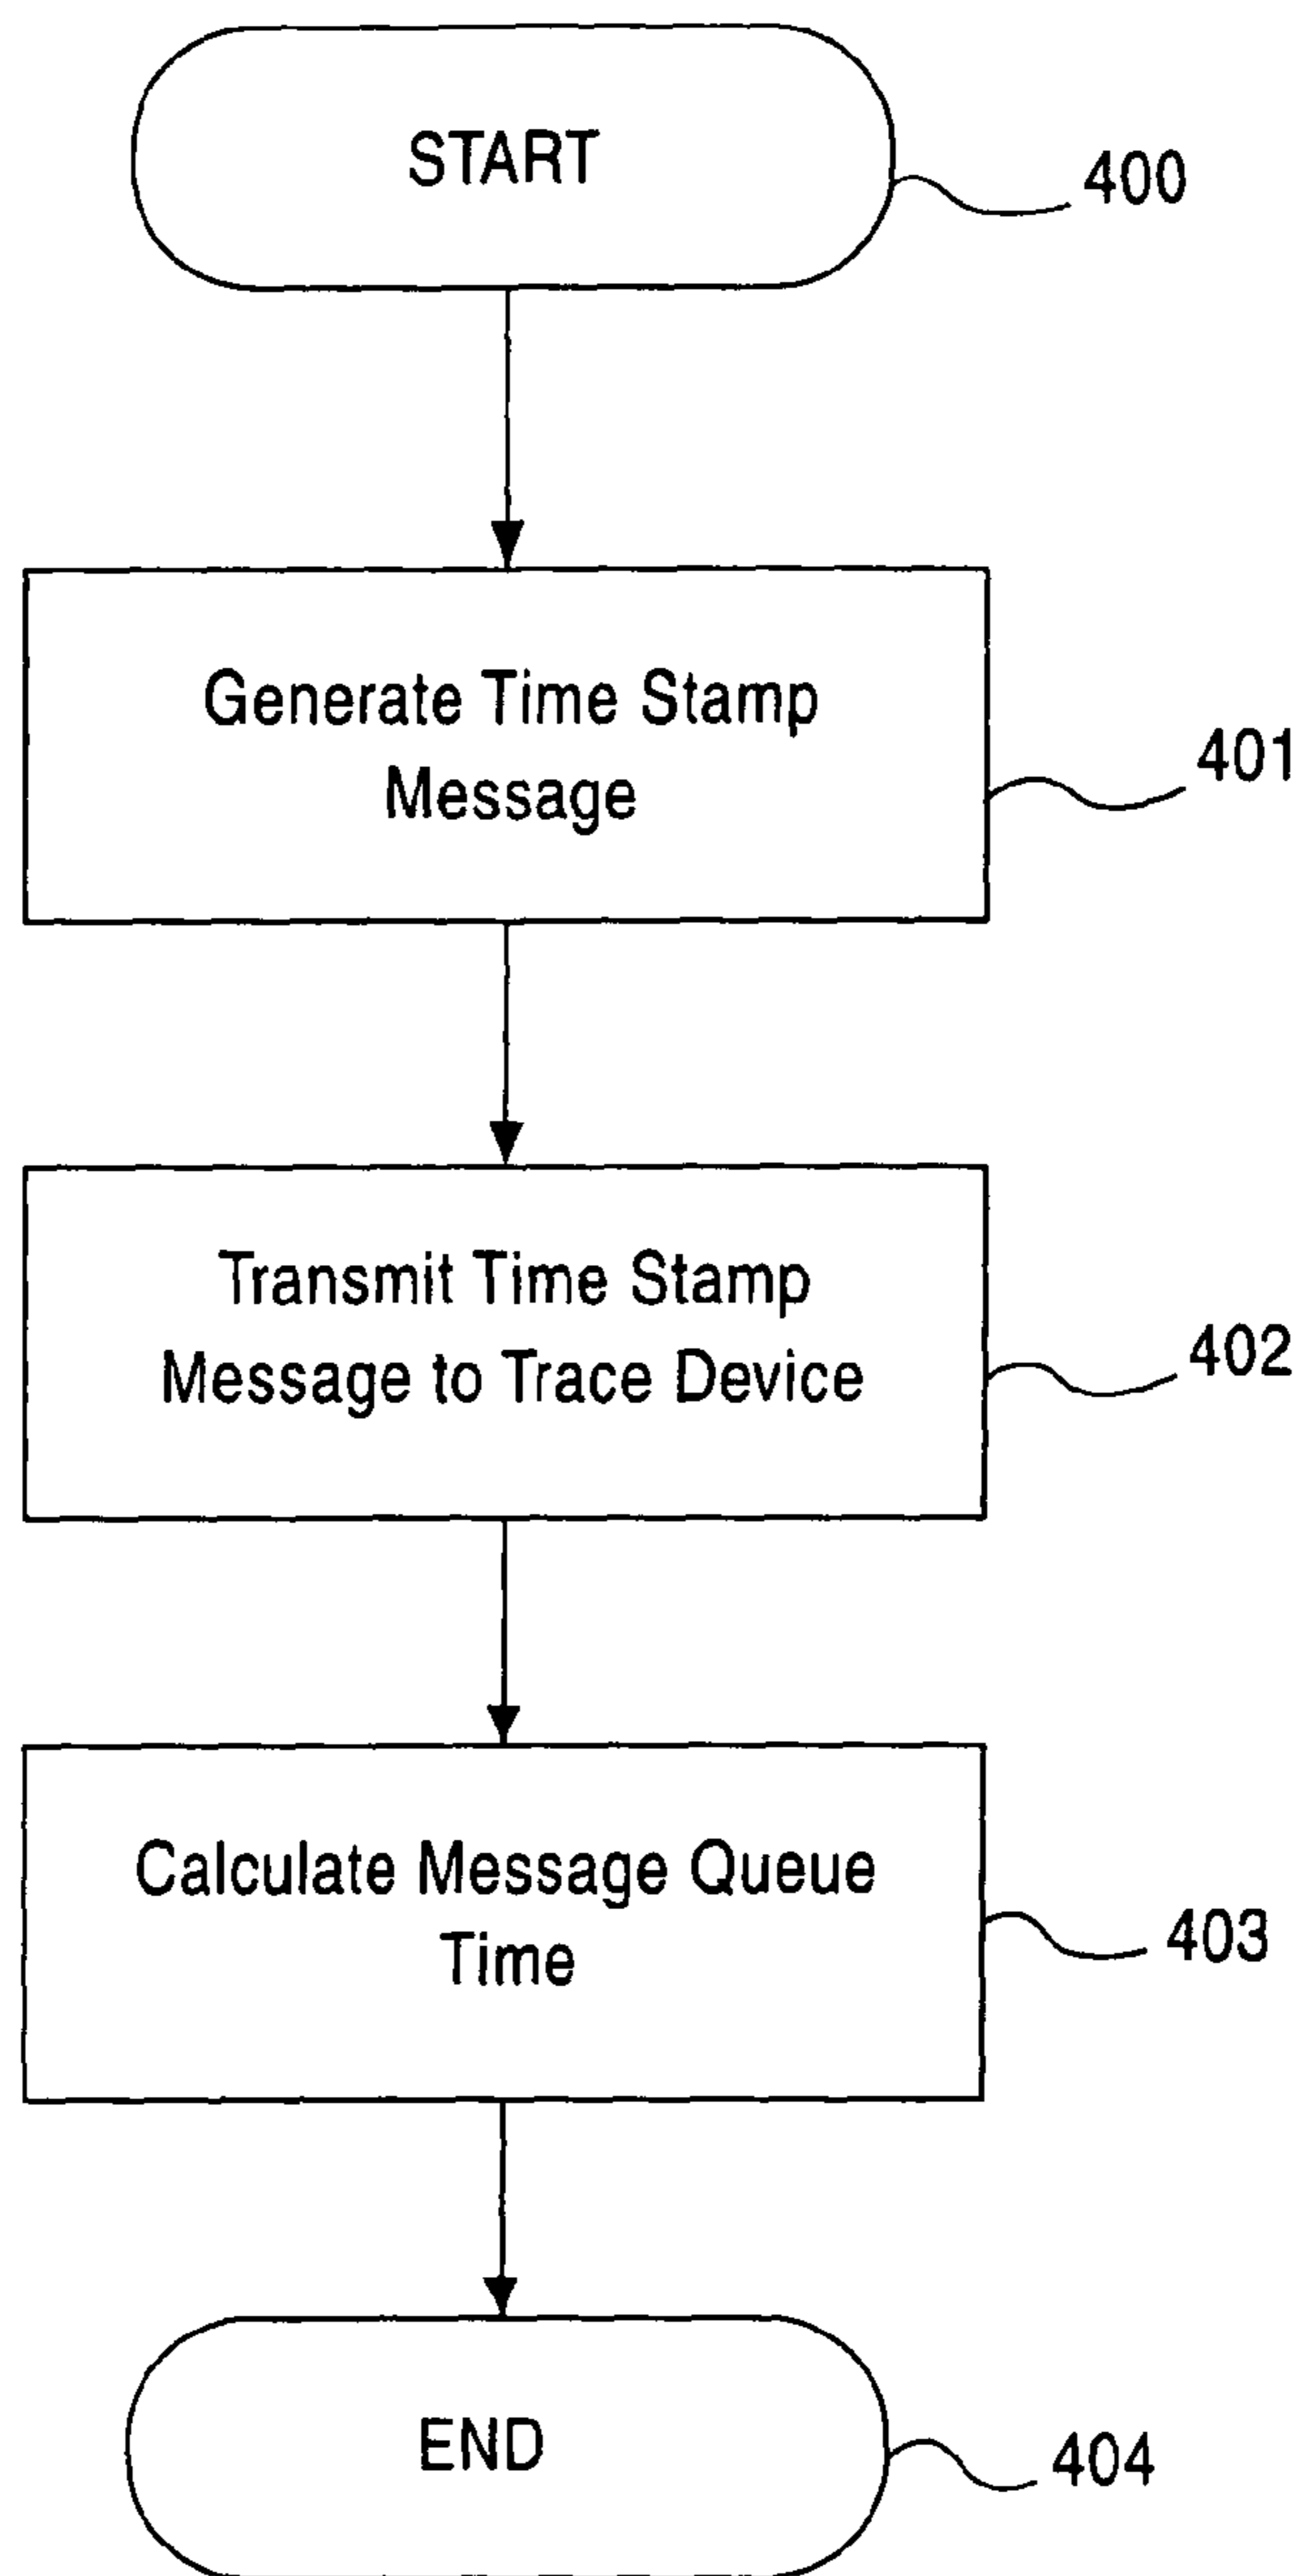 START
400
Generate Time Stamp
Message
401
Transmit Time Stamp
Message to Trace Device
402
Calculate Message Queue
Time
403
END
404